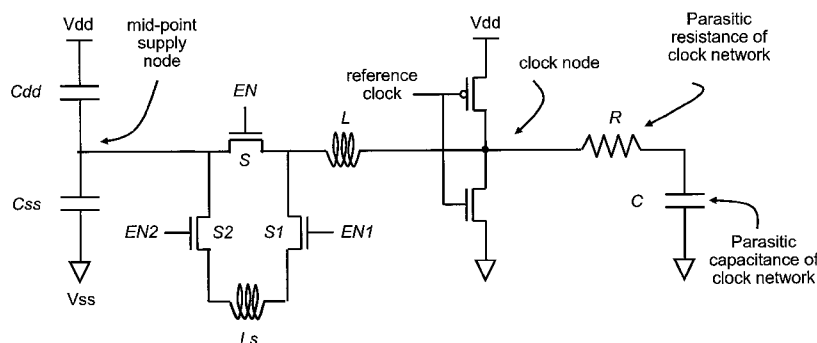 Vdd
mid-point
supply
node
Cdd
EN
reference
clock
L
Vdd
clock node
Parasitic
resistance of
clock network
R
S
Css
EN2
S2
S1
EN1
C
Vss
Ls
Parasitic
capacitance of
clock network